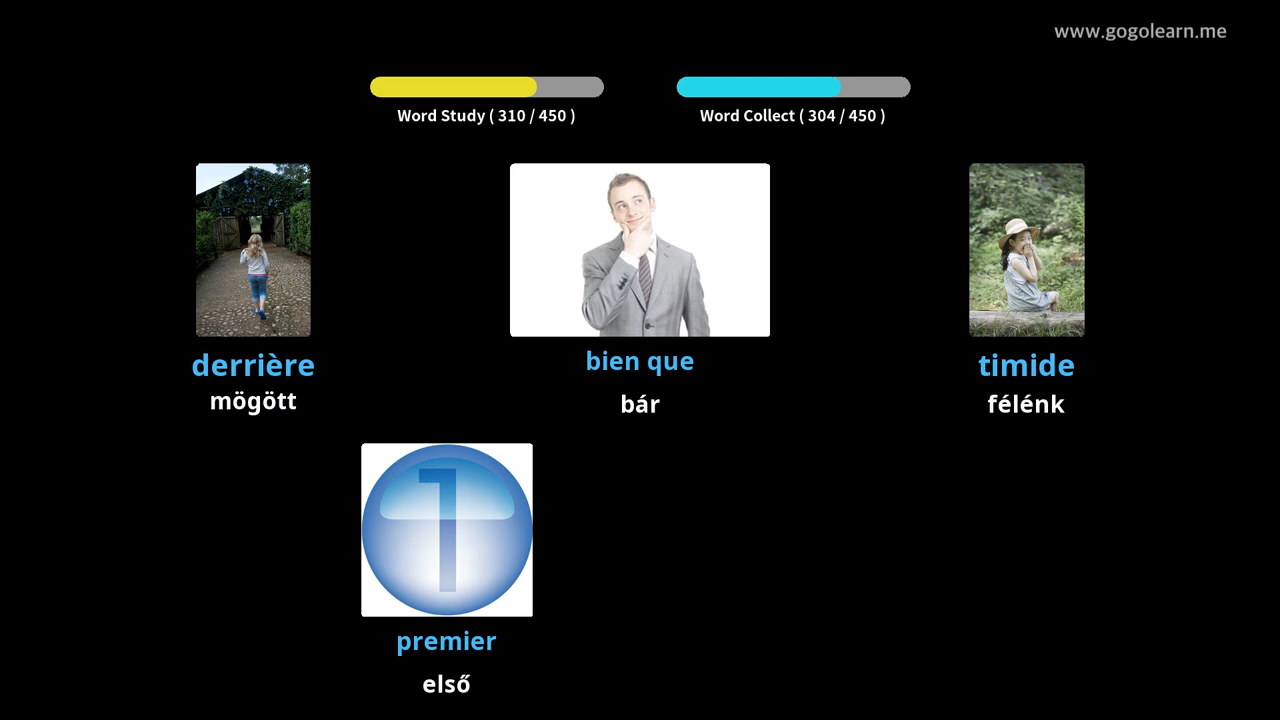 www.gogolearn.me
Word Study ( 310 / 450 )
Word Collect ( 304 / 450 )
derrière
mögött
bien que
bár
timide
félénk
1
premier
első